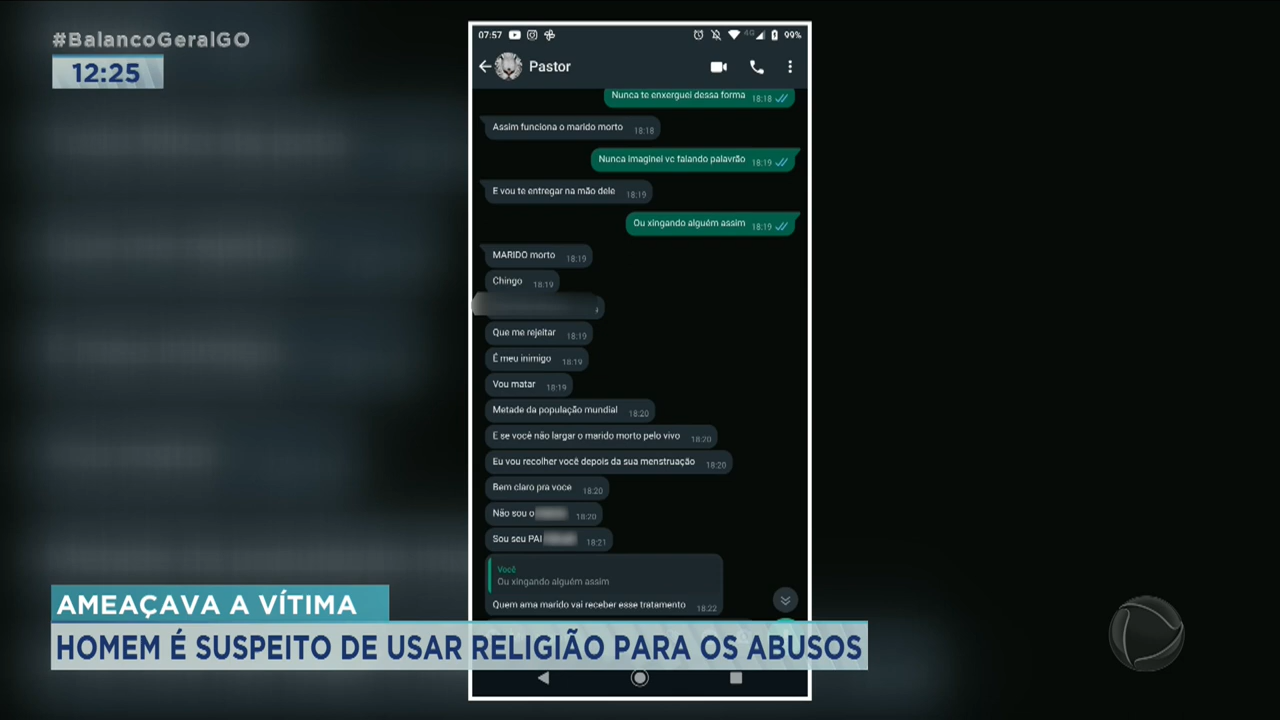 #BalancoGeralGO
12:25
07:57
4G
99%
Pastor
Nunca te enxerguei dessa forma 18:18
Assim funciona o marido morto 18:18
Nunca imaginei vc falando palavrão 18:19
E vou te entregar na mão dele 18:19
Ou xingando alguém assim 18:19
MARIDO morto 18:19
Chingo 18:19
Que me rejeitar 18:19
É meu inimigo 18:19
Vou matar 18:19
Metade da população mundial 18:20
E se você não largar o marido morto pelo vivo 18:20
Eu vou recolher você depois da sua menstruação 18:20
Bem claro pra voce 18:20
Não sou o 18:20
Sou seu PAI 18:21
Você
Ou xingando alguém assim
Quem ama marido vai receber esse tratamento 18:22
AMEAÇAVA A VÍTIMA
HOMEM É SUSPEITO DE USAR RELIGIÃO PARA OS ABUSOS